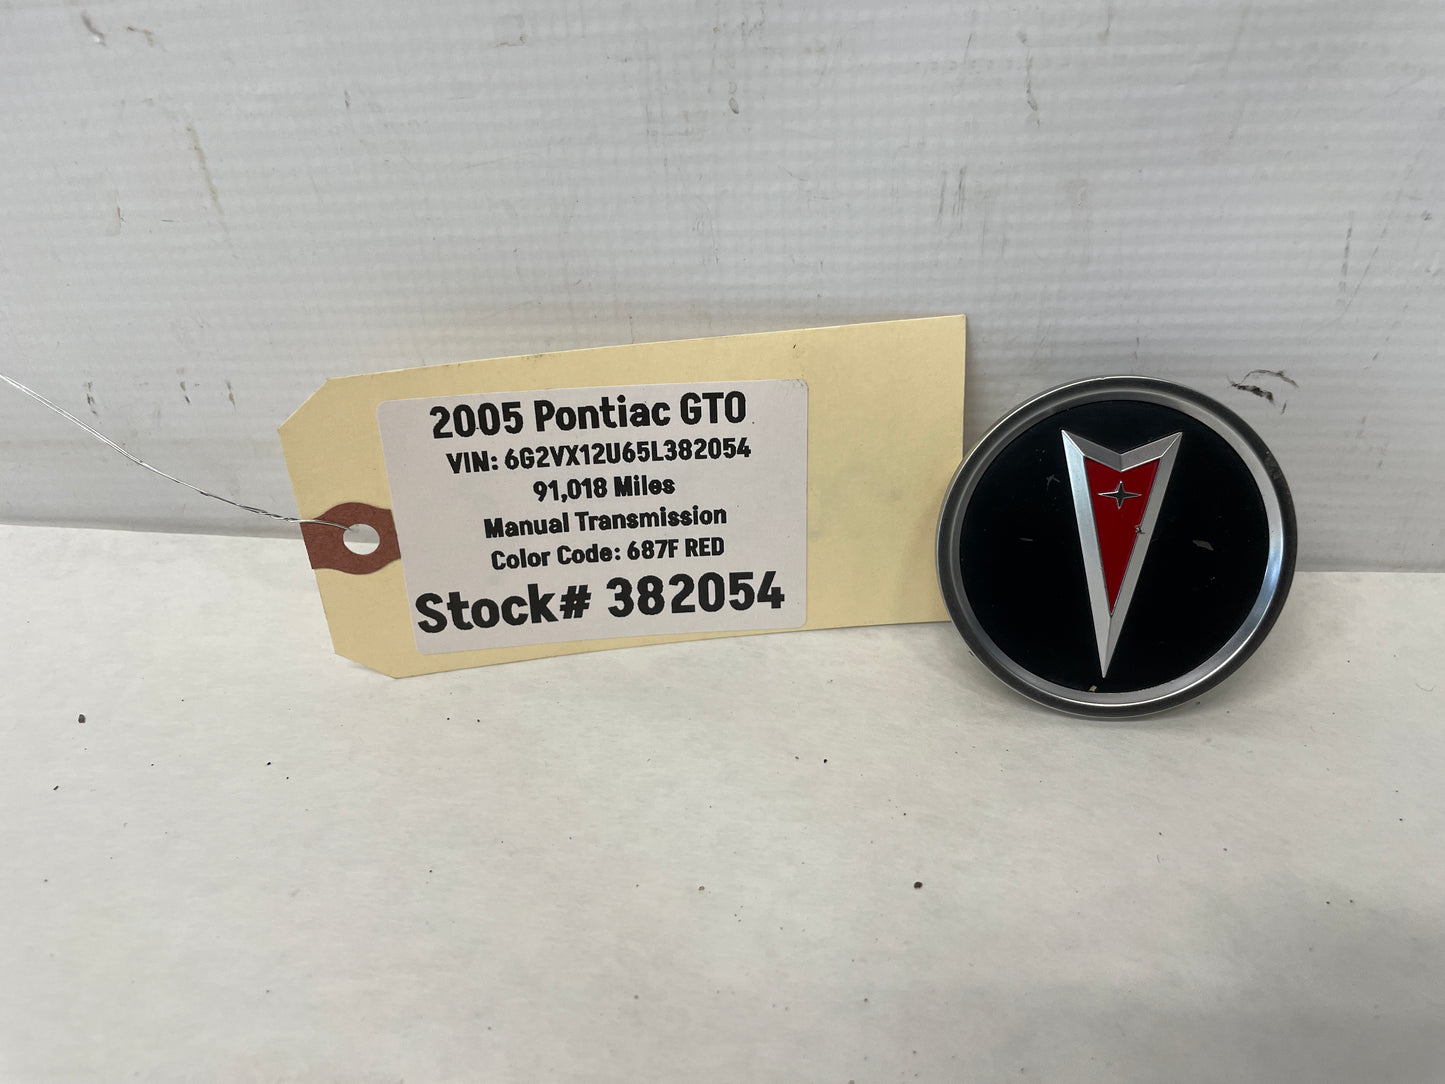 2005 Pontiac GTO
VIN: 6G2VX12U65L382054
91,018 Miles
Manual Transmission
Color Code: 687F RED
Stock# 382054